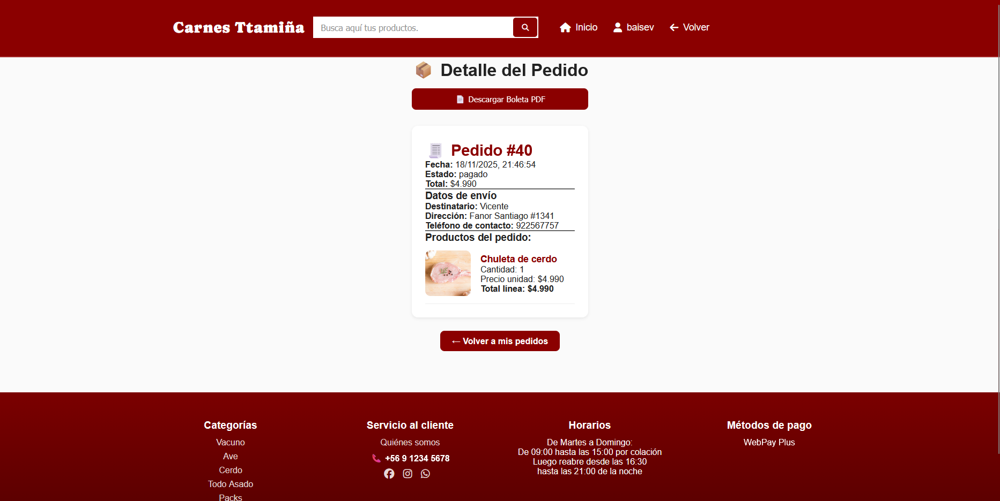 Carnes Ttamiña
Busca aquí tus productos.
Inicio
baisev
Volver
Detalle del Pedido
Descargar Boleta PDF
Pedido #40
Fecha: 18/11/2025, 21:46:54
Estado: pagado
Total: $4.990
Datos de envío
Destinatario: Vicente
Dirección: Fanor Santiago #1341
Teléfono de contacto: 922567757
Productos del pedido:
Chuleta de cerdo
Cantidad: 1
Precio unidad: $4.990
Total línea: $4.990
← Volver a mis pedidos
Categorías
Vacuno
Ave
Cerdo
Todo Asado
Packs
Servicio al cliente
Quiénes somos
+56 9 1234 5678
Horarios
De Martes a Domingo:
De 09:00 hasta las 15:00 por colación
Luego reabre desde las 16:30
hasta las 21:00 de la noche
Métodos de pago
WebPay Plus